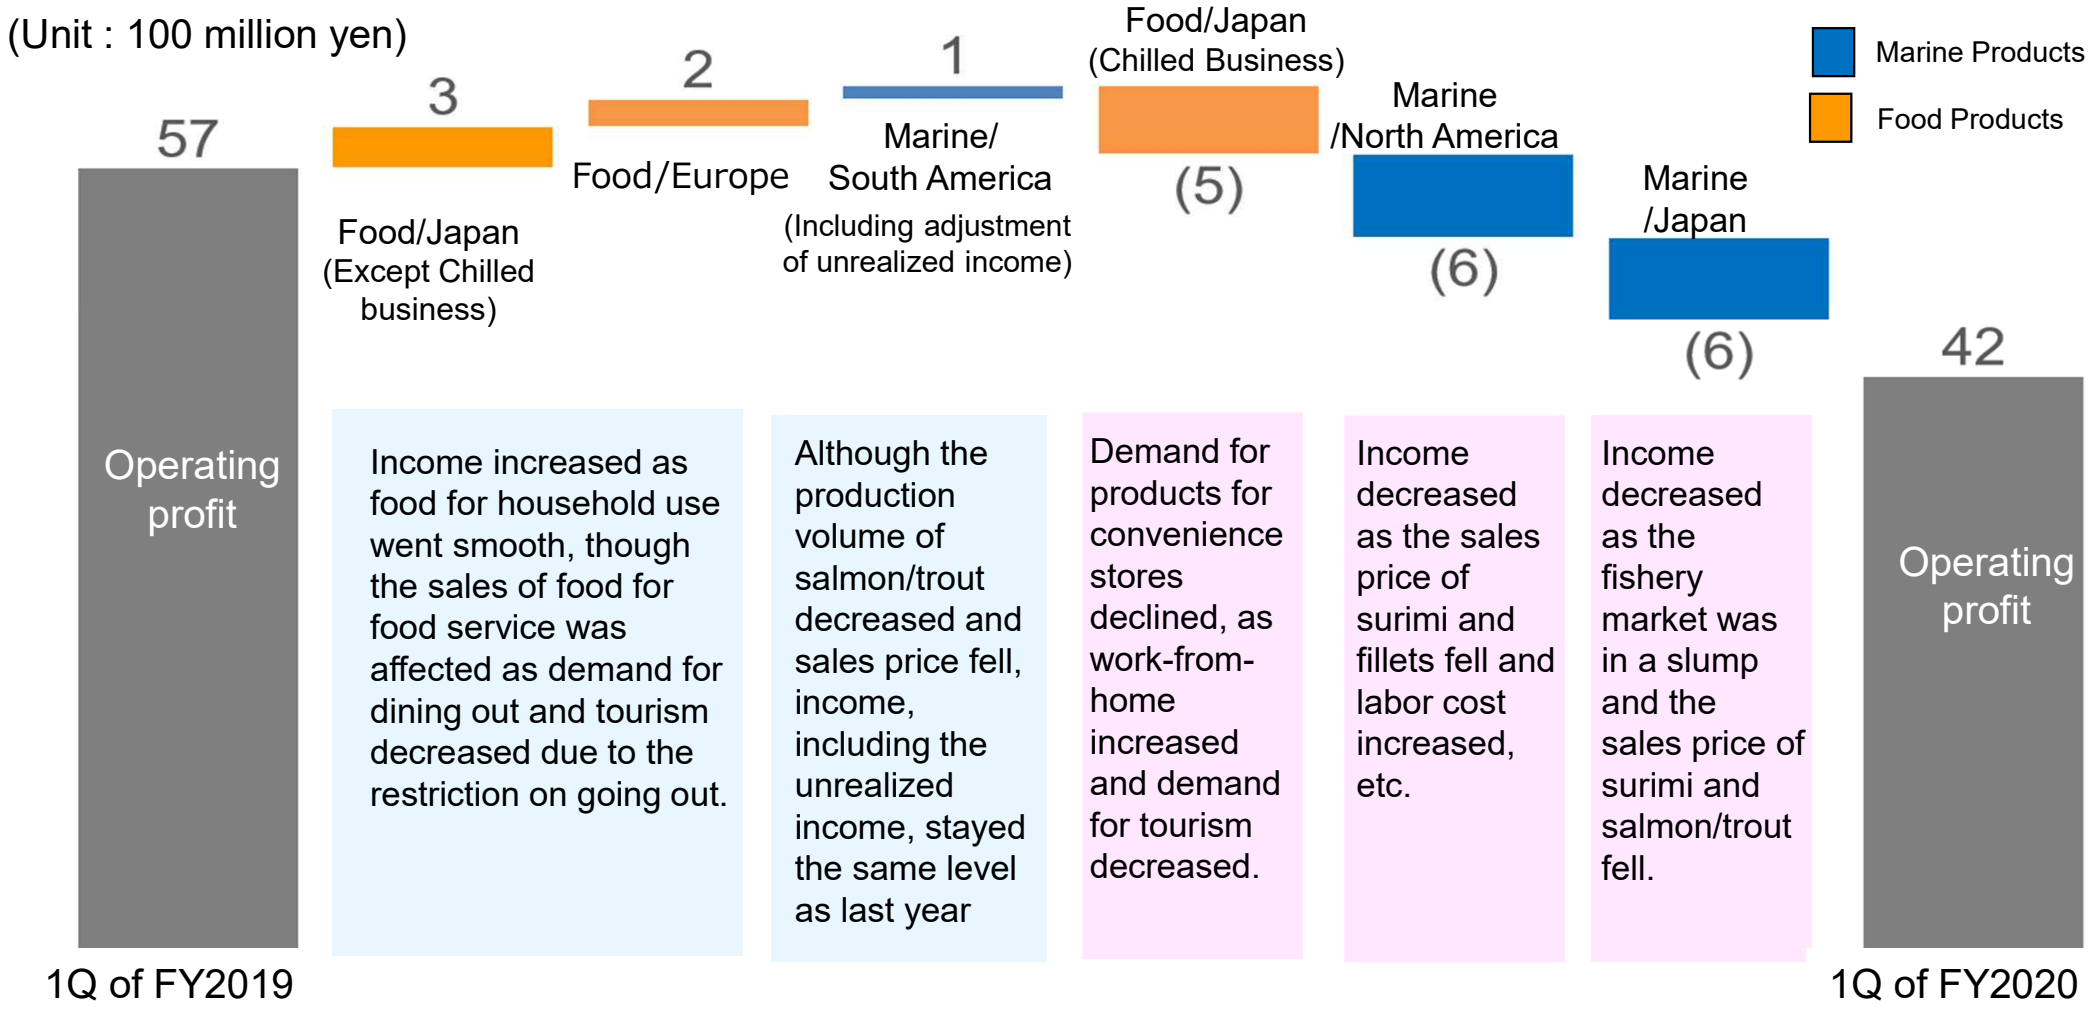 (Unit : 100 million yen)
57
Operating
profit
1Q of FY2019
3
Food/Japan
(Except Chilled
business)
2
Food/Europe
Income increased as
food for household use
went smooth, though
the sales of food for
food service was
affected as demand for
dining out and tourism
decreased due to the
restriction on going out.
1
Marine/
South America
(Including adjustment
of unrealized income)
Although the
production
volume of
salmon/trout
decreased and
sales price fell,
income,
including the
unrealized
income, stayed
the same level
as last year
Food/Japan
(Chilled Business)
(5)
Demand for
products for
convenience
stores
declined, as
work-from-
home
increased
and demand
for tourism
decreased.
Marine
/North America
(6)
Income
decreased
as the sales
price of
surimi and
fillets fell and
labor cost
increased,
etc.
Marine
/Japan
(6)
Income
decreased
as the
fishery
market was
in a slump
and the
sales price of
surimi and
salmon/trout
fell.
Marine Products
Food Products
42
Operating
profit
1Q of FY2020